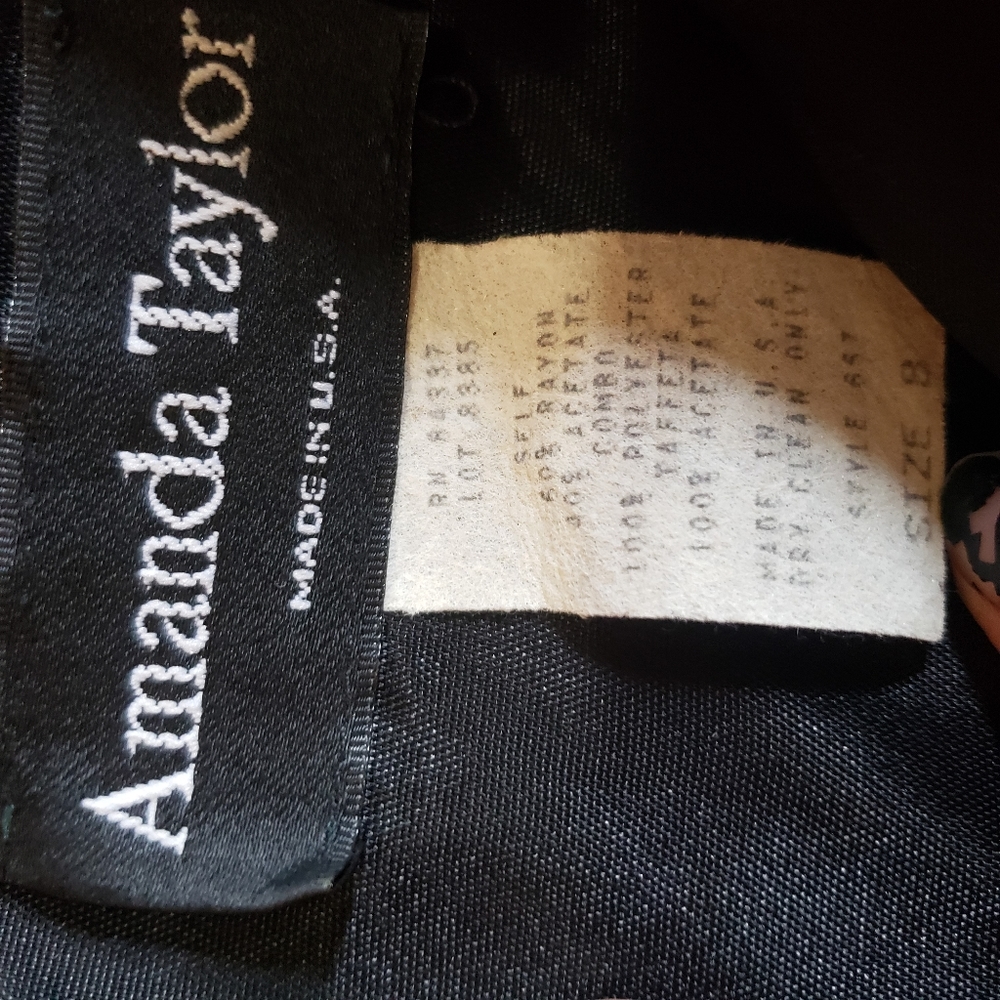 Amanda Taylor
MADE IN U.S.A.
RN 84337
LOT 8385
SELF
60% RAYON
40% ACETATE
COMBO
100% POLYESTER
TAFFETA
100% ACETATE
MADE IN U.S.A
DRY CLEAN ONLY
STYLE 657
SIZE 8